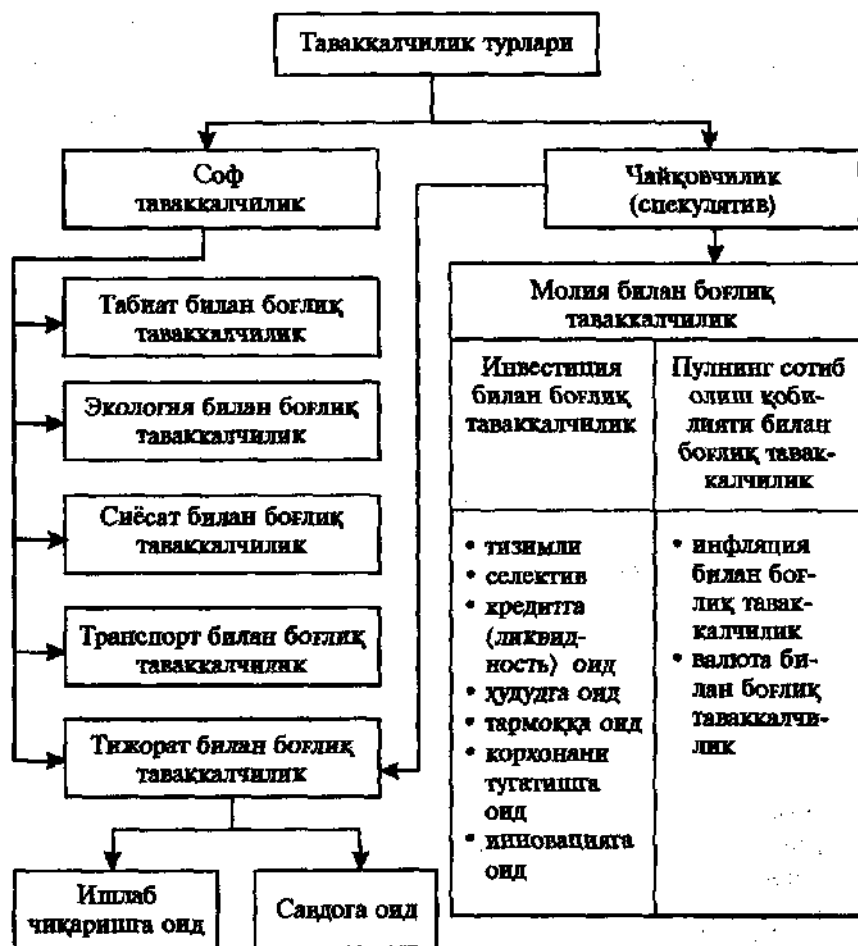 Таваккалчилик турлари
Соф
таваккалчилик
Чайқовчилик
(спекулятив)
Табиат билан боғлиқ
таваккалчилик
Экология билан боғлиқ
таваккалчилик
Сиёсат билан боғлиқ
таваккалчилик
Транспорт билан боғлиқ
таваккалчилик
Тижорат билан боғлиқ
таваккалчилик
Ишлаб
чиқаришга оид
Савдога оид
Молия билан боғлиқ
таваккалчилик
Инвестиция
билан боғлиқ
таваккалчилик
• тизимли
• селектив
• кредитга
(ликвид-
ность) оид
• ҳудудга оид
• тармоққа оид
• корхонани
тугатишга
оид
• инновацияга
оид
Пулнинг сотиб
олиш қоби-
лияти билан
боғлиқ тавак-
калчилик
• инфляция
билан боғ-
лиқ тавак-
калчилик
• валюта би-
лан боғлиқ
таваккалчи-
лик